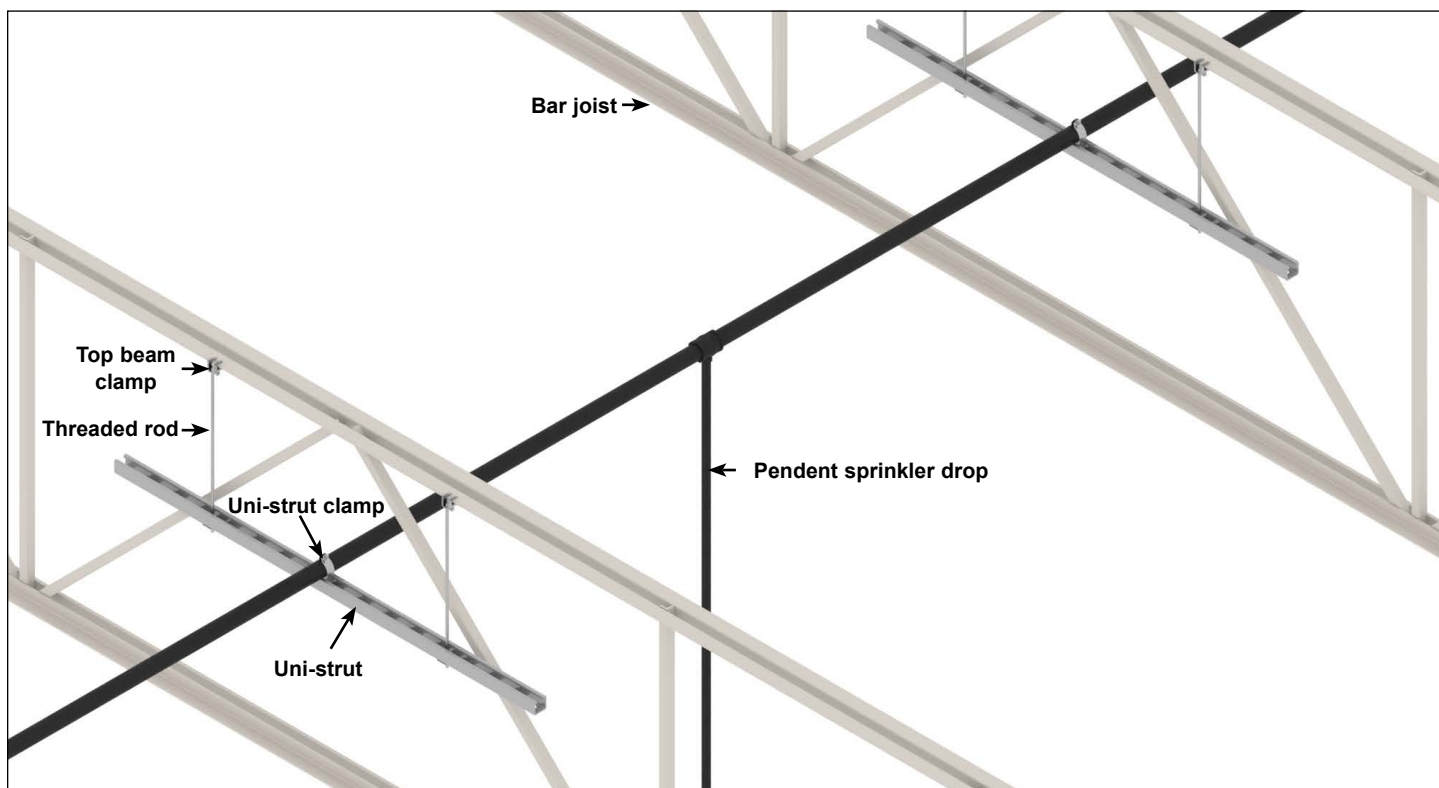 Bar joist
Top beam
clamp
Threaded rod
Uni-strut clamp
Pendent sprinkler drop
Uni-strut